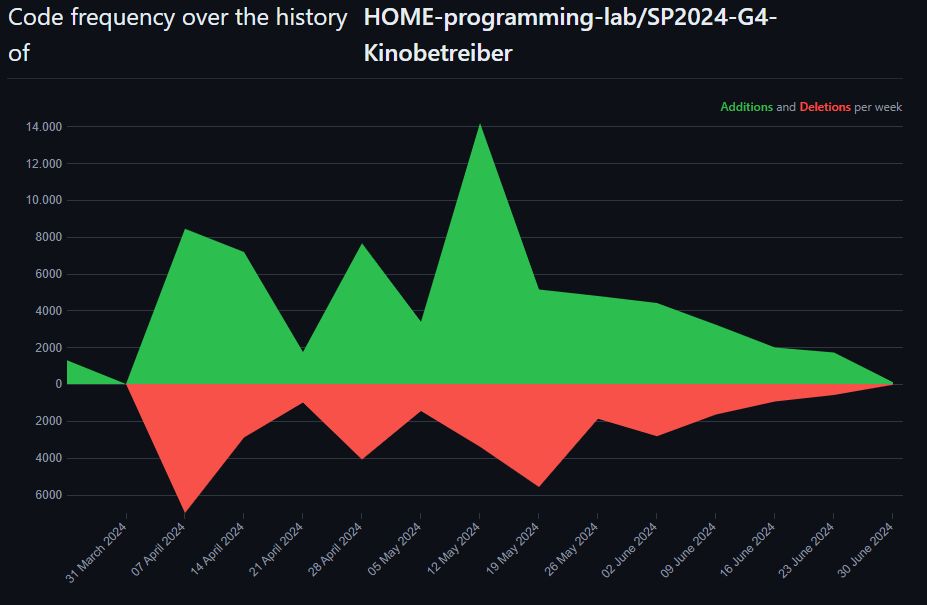 Code frequency over the history of
HOME-programming-lab/SP2024-G4-Kinobetreiber
Additions and Deletions per week
14.000
12.000
10.000
8000
6000
4000
2000
0
2000
4000
6000
31 March 2024
07 April 2024
14 April 2024
21 April 2024
28 April 2024
05 May 2024
12 May 2024
19 May 2024
26 May 2024
02 June 2024
09 June 2024
16 June 2024
23 June 2024
30 June 2024